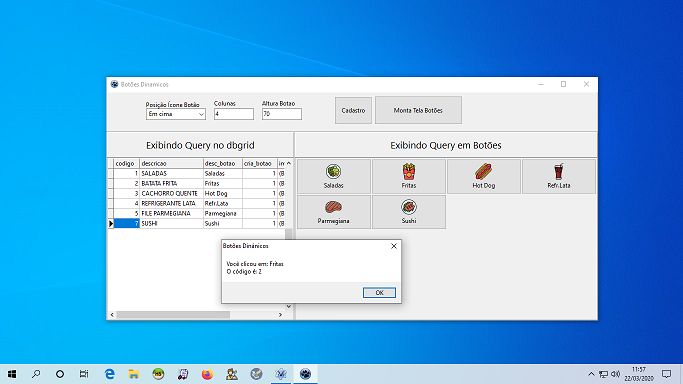 Botões Dinâmicos
Posição Ícone Botão
Colunas
Altura Botao
Em cima
4
70
Cadastro
Monta Tela Botões
Exibindo Query no dbgrid
Exibindo Query em Botões
codigo descricao desc_botao cria_botao
1 SALADAS Saladas 1 (B
2 BATATA FRITA Fritas 1 (B
3 CACHORRO QUENTE Hot Dog 1 (B
4 REFRIGERANTE LATA Refr.Lata 1 (B
5 FILE PARMEGIANA Parmegiana 1 (B
7 SUSHI Sushi 1 (B
Saladas
Fritas
Hot Dog
Refr.Lata
Parmegiana
Sushi
Botões Dinâmicos
Você clicou em: Fritas
O código é: 2
OK
11:57
22/03/2020